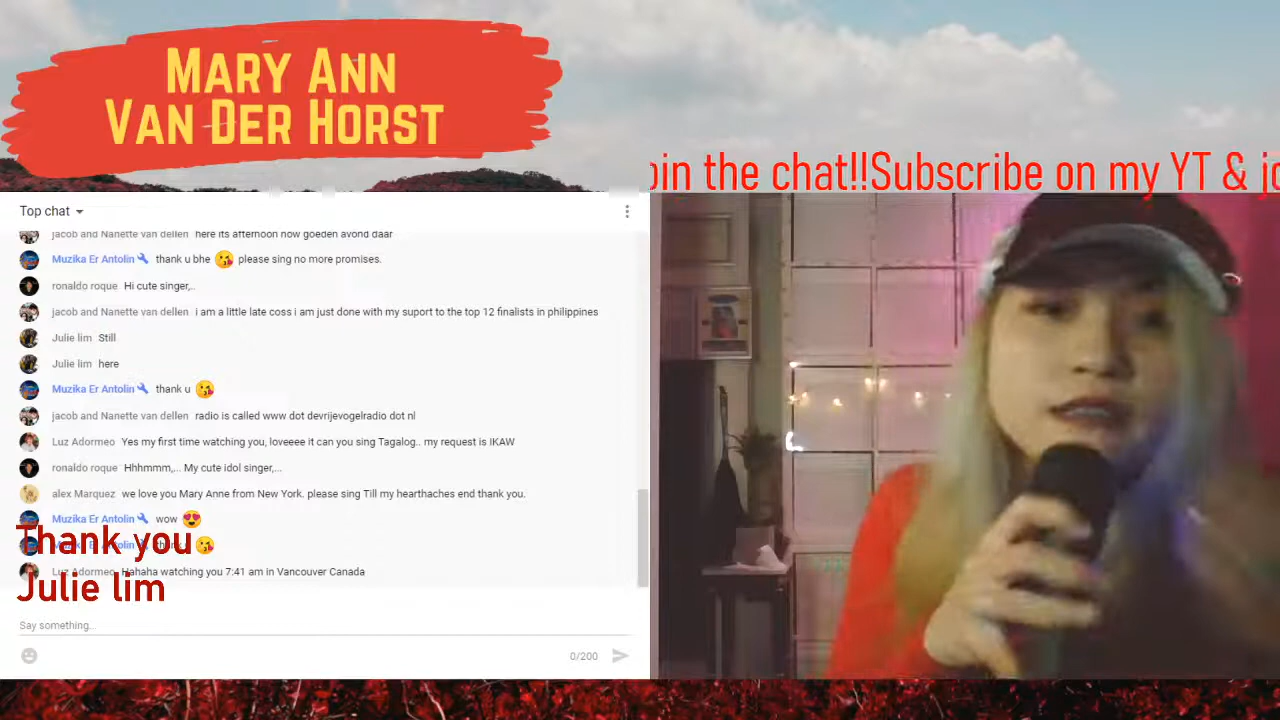 MARY ANN
VAN DER HORST
oin the chat!!Subscribe on my YT & jo
Top chat
jacob and Nanette van dellen here its afternoon now goeden avond daar
Muzika Er Antolin thank u bhe 😘 please sing no more promises.
ronaldo roque Hi cute singer,..
jacob and Nanette van dellen i am a little late coss i am just done with my suport to the top 12 finalists in philippines
Julie lim Still
Julie lim here
Muzika Er Antolin thank u 😘
jacob and Nanette van dellen radio is called www dot devrijevogelradio dot nl
Luz Adormeo Yes my first time watching you, loveeee it can you sing Tagalog.. my request is IKAW
ronaldo roque Hhhmmm,... My cute idol singer,...
alex Marquez we love you Mary Anne from New York. please sing Till my hearthaches end thank you.
Muzika Er Antolin wow 😍
Thank you
Luz Adormeo Hahaha watching you 7:41 am in Vancouver Canada
Julie lim
Say something...
0/200